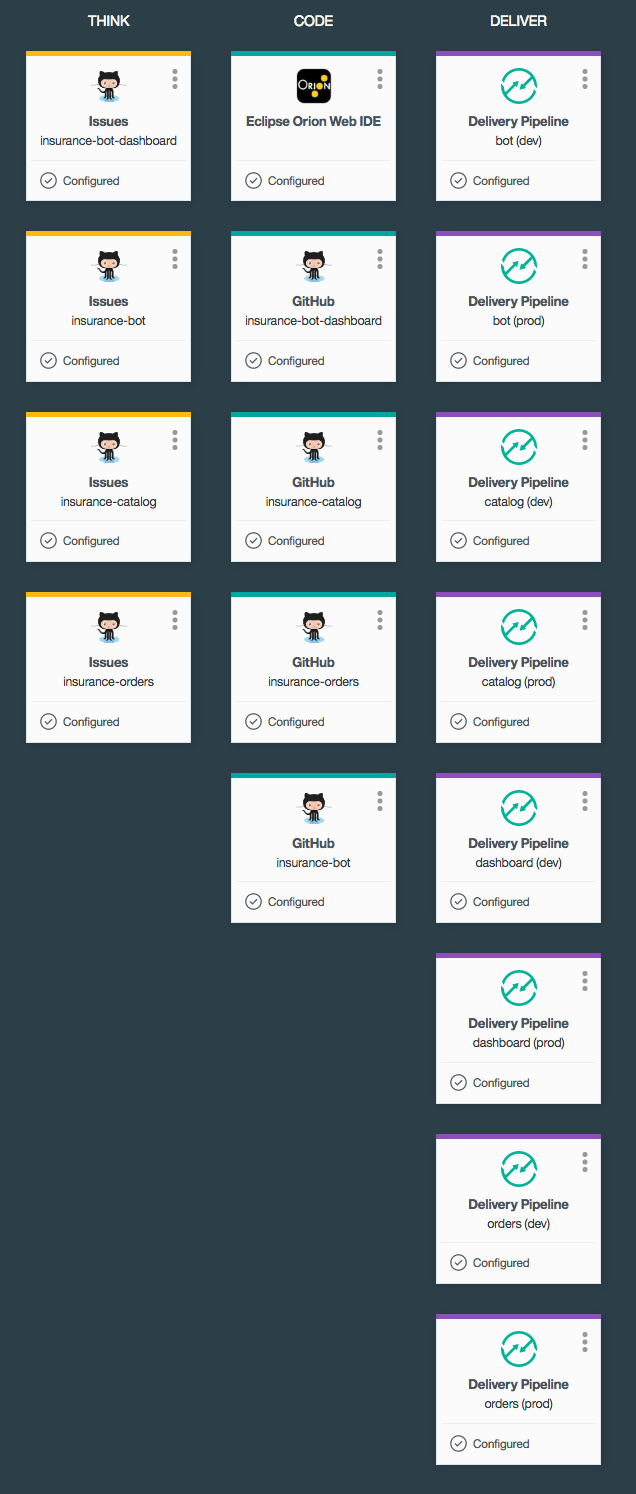 THINK
Issues
insurance-bot-dashboard
Configured
Issues
insurance-bot
Configured
Issues
insurance-catalog
Configured
Issues
insurance-orders
Configured
CODE
ORION
Eclipse Orion Web IDE
Configured
GitHub
insurance-bot-dashboard
Configured
GitHub
insurance-catalog
Configured
GitHub
insurance-orders
Configured
GitHub
insurance-bot
Configured
DELIVER
Delivery Pipeline
bot (dev)
Configured
Delivery Pipeline
bot (prod)
Configured
Delivery Pipeline
catalog (dev)
Configured
Delivery Pipeline
catalog (prod)
Configured
Delivery Pipeline
dashboard (dev)
Configured
Delivery Pipeline
dashboard (prod)
Configured
Delivery Pipeline
orders (dev)
Configured
Delivery Pipeline
orders (prod)
Configured